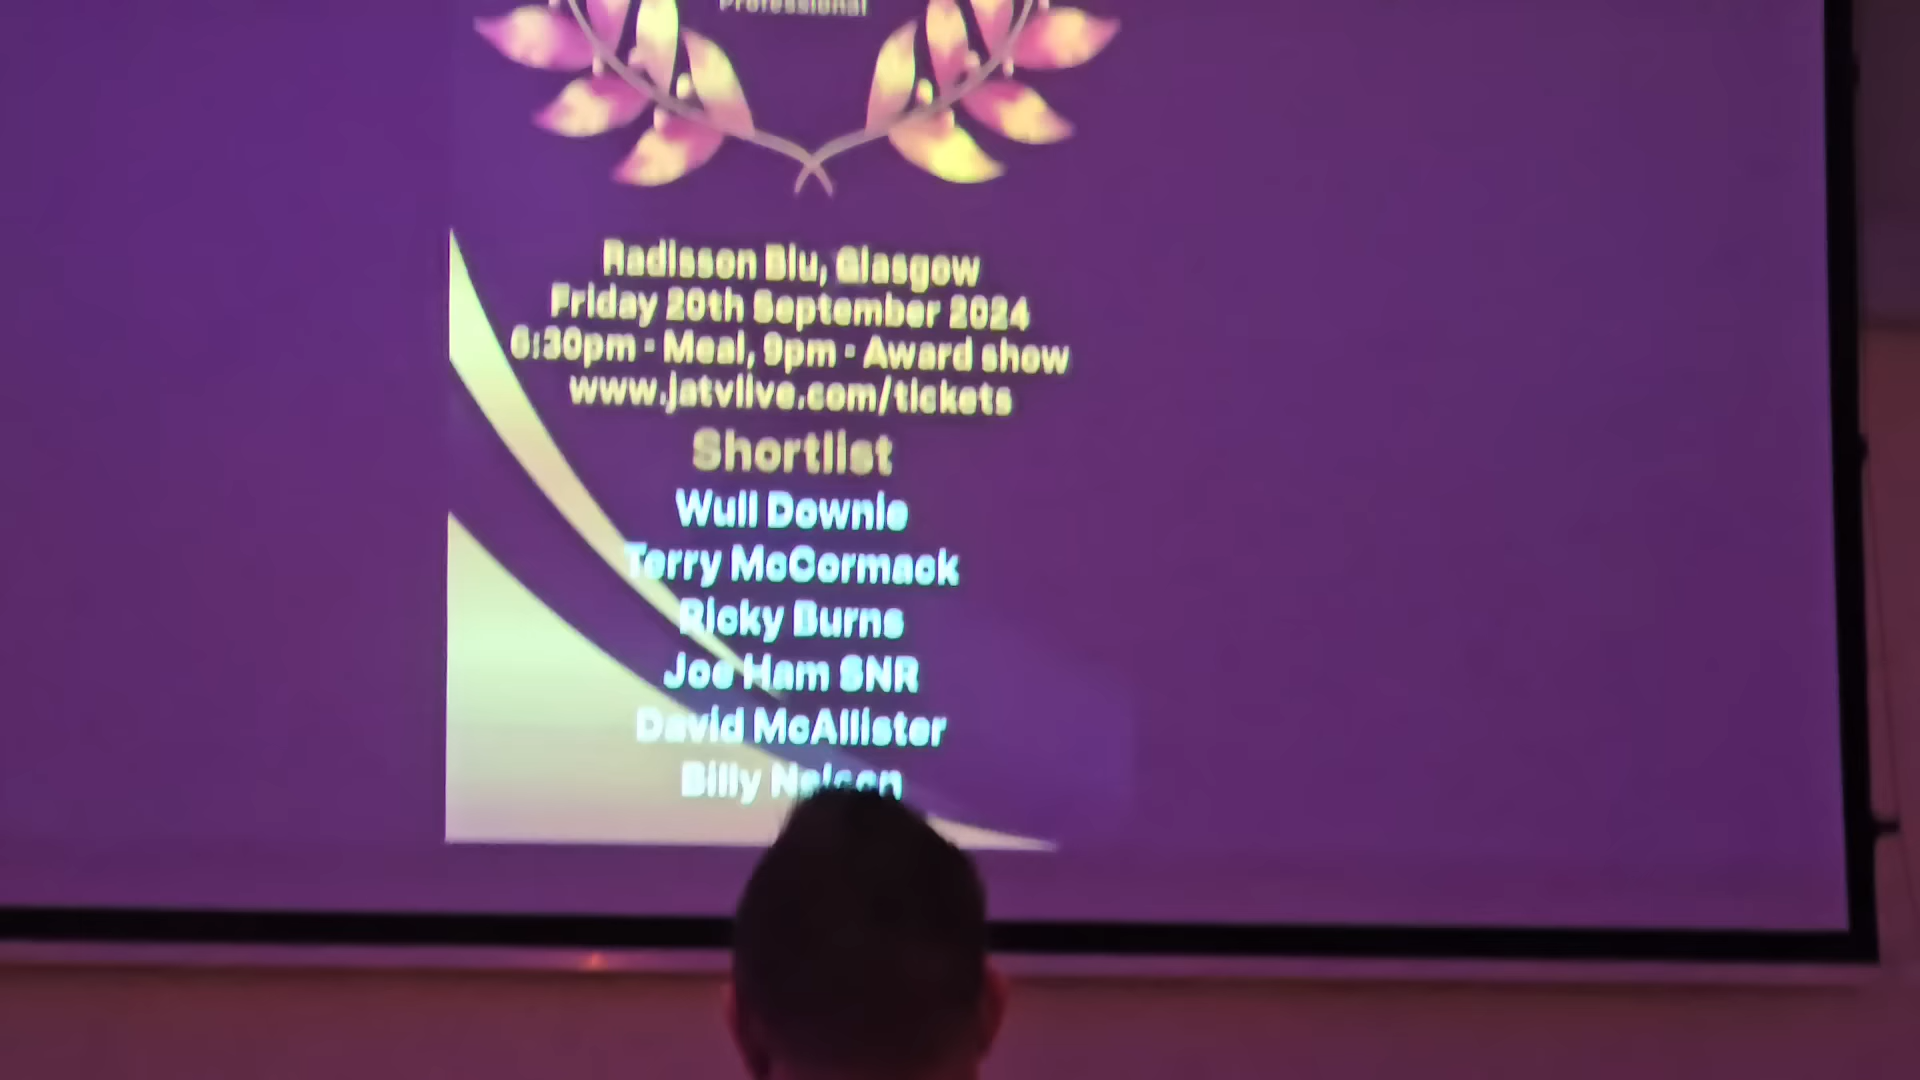 Professional
Radisson Blu, Glasgow
Friday 20th September 2024
6:30pm - Meal, 9pm - Award show
www.jatvlive.com/tickets
Shortlist
Wull Downie
Terry McCormack
Ricky Burns
Joe Ham SNR
David McAllister
Billy Nelson